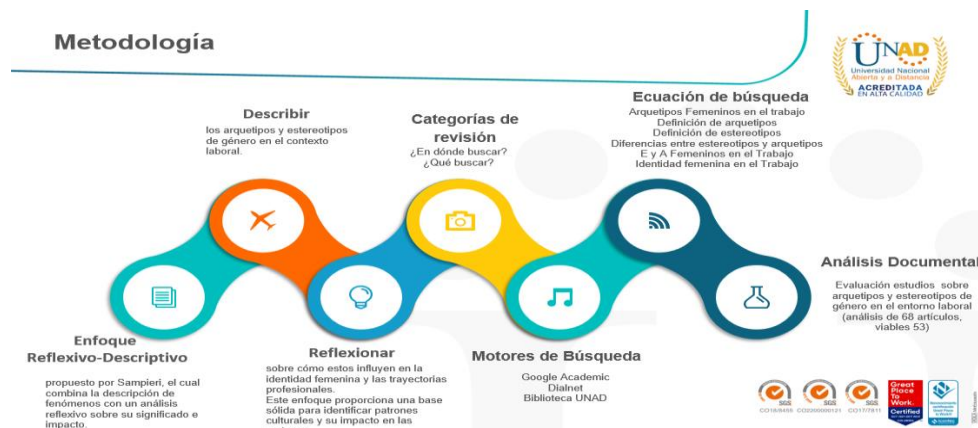 Metodología
UNAD
Universidad Nacional
Abierta y a Distancia
ACREDITADA
EN ALTA CALIDAD
Describir
los arquetipos y estereotipos
de género en el contexto
laboral.
Categorías de
revisión
¿En dónde buscar?
¿Qué buscar?
Ecuación de búsqueda
Arquetipos Femeninos en el trabajo
Definición de arquetipos
Definición de estereotipos
Diferencias entre estereotipos y arquetipos
E y A Femeninos en el Trabajo
Identidad femenina en el Trabajo
Enfoque
Reflexivo-Descriptivo
propuesto por Sampieri, el cual
combina la descripción de
fenómenos con un análisis
reflexivo sobre su significado e
impacto.
Reflexionar
sobre cómo estos influyen en la
identidad femenina y las trayectorias
profesionales.
Este enfoque proporciona una base
sólida para identificar patrones
culturales y su impacto en las
Motores de Búsqueda
Google Academic
Dialnet
Biblioteca UNAD
Análisis Documental
Evaluación estudios sobre
arquetipos y estereotipos de
género en el entorno laboral
(análisis de 68 artículos,
viables 53)
SGS
SGS
SGS
Great
Place
To
Work.
Certified